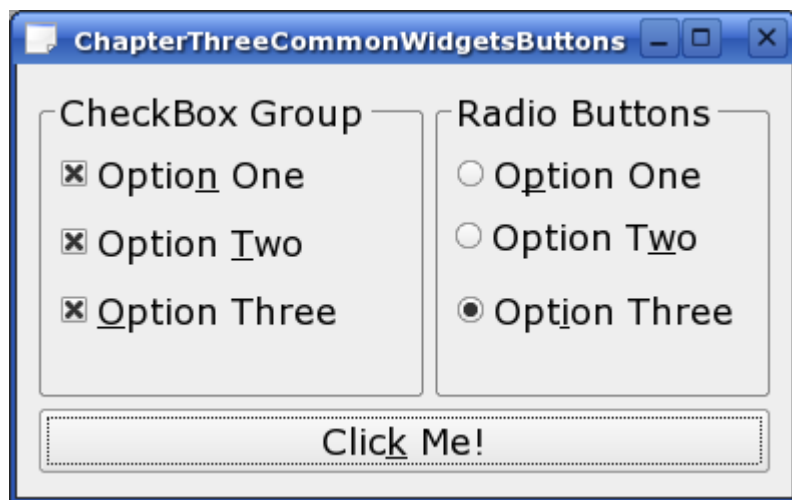 ChapterThreeCommonWidgetsButtons
CheckBox Group
Option One
Option Two
Option Three
Radio Buttons
Option One
Option Two
Option Three
Click Me!